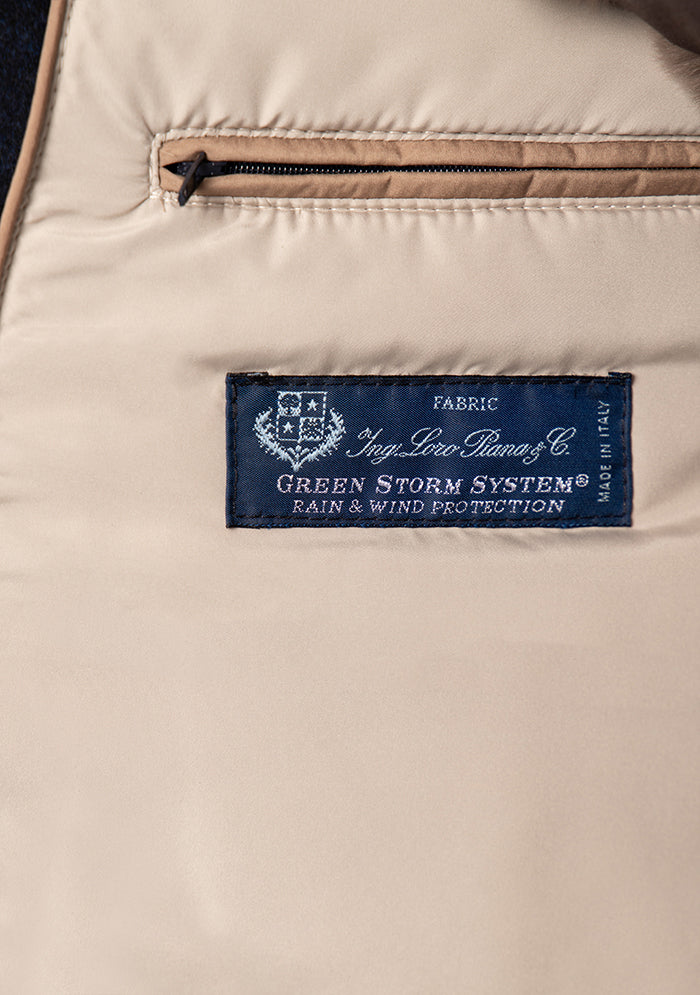 FABRIC
Ing. Loro Piana & C.
GREEN STORM SYSTEM®
RAIN & WIND PROTECTION
MADE IN ITALY